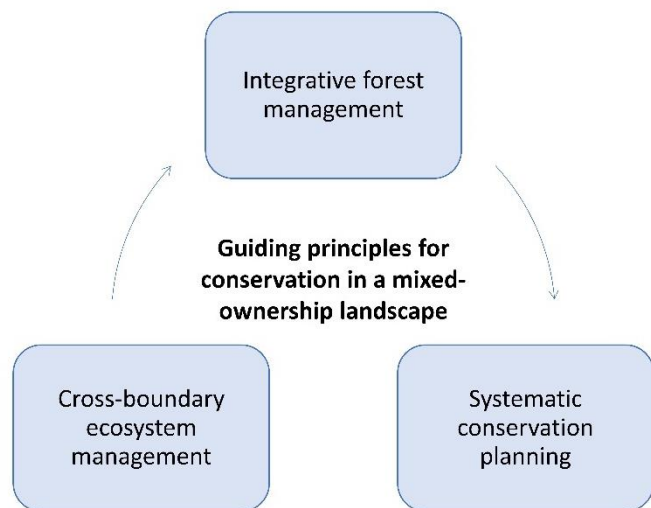 Integrative forest
management
Guiding principles for
conservation in a mixed-
ownership landscape
Cross-boundary
ecosystem
management
Systematic
conservation
planning